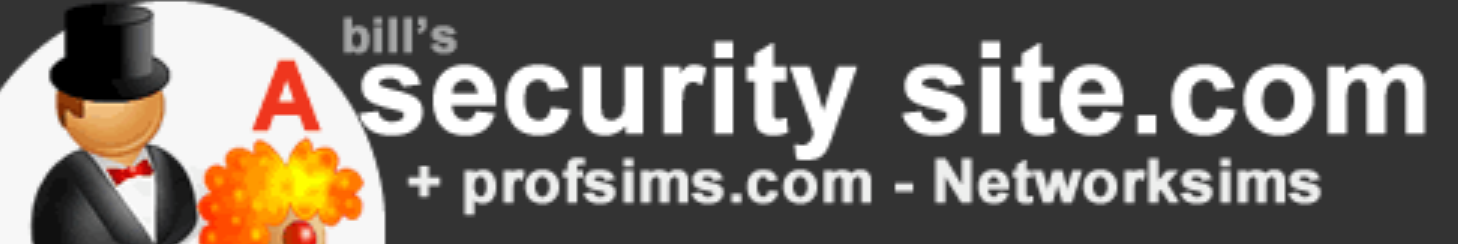 bill's
A security site.com
+ profsims.com - Networksims